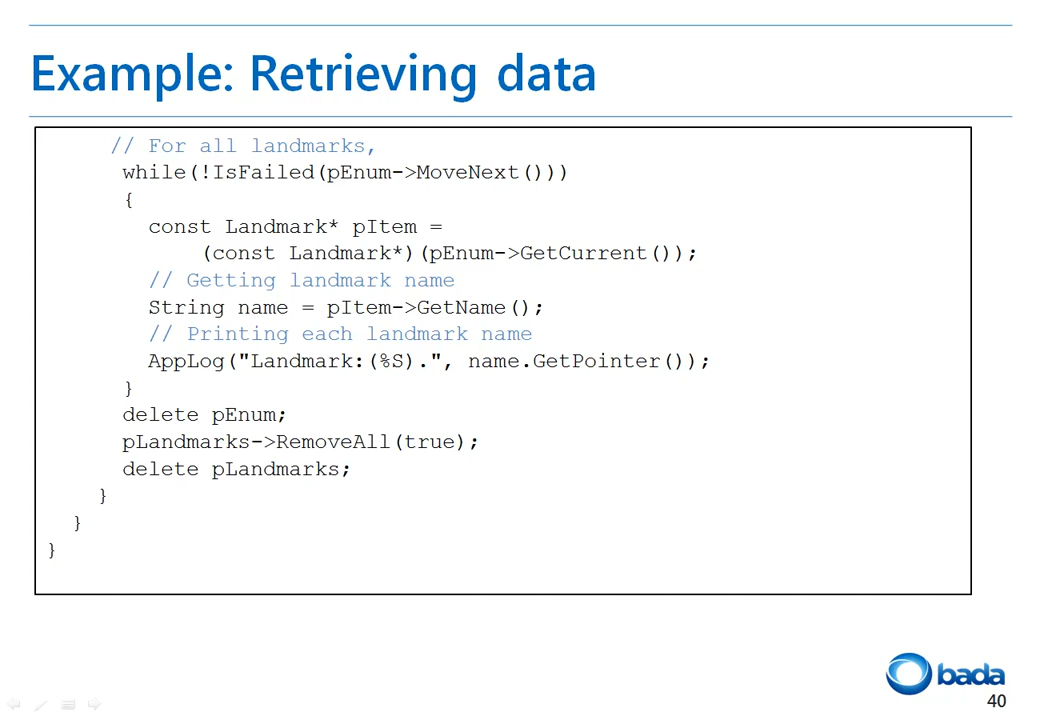 Example: Retrieving data
// For all landmarks,
while(!IsFailed(pEnum->MoveNext()))
{
const Landmark* pItem =
(const Landmark*)(pEnum->GetCurrent());
// Getting landmark name
String name = pItem->GetName();
// Printing each landmark name
AppLog("Landmark:(%S).", name.GetPointer());
}
delete pEnum;
pLandmarks->RemoveAll(true);
delete pLandmarks;
}
}
}
bada
40